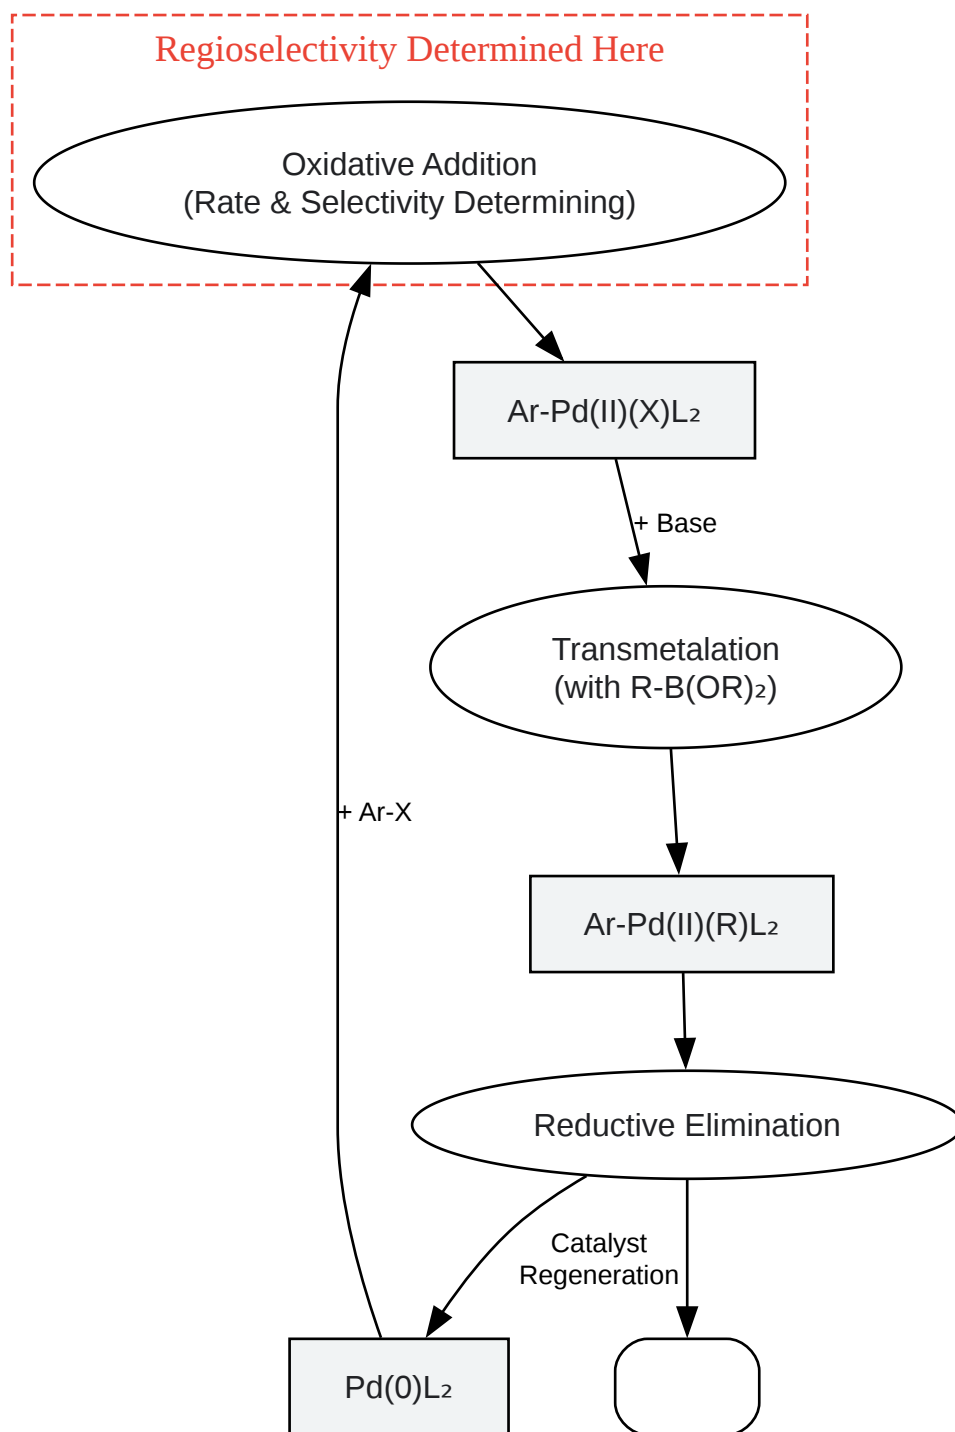 Regioselectivity Determined Here
Oxidative Addition
(Rate & Selectivity Determining)
Ar-Pd(II)(X)L₂
+ Base
Transmetalation
(with R-B(OR)₂)
+ Ar-X
Ar-Pd(II)(R)L₂
Reductive Elimination
Catalyst
Regeneration
Pd(0)L₂